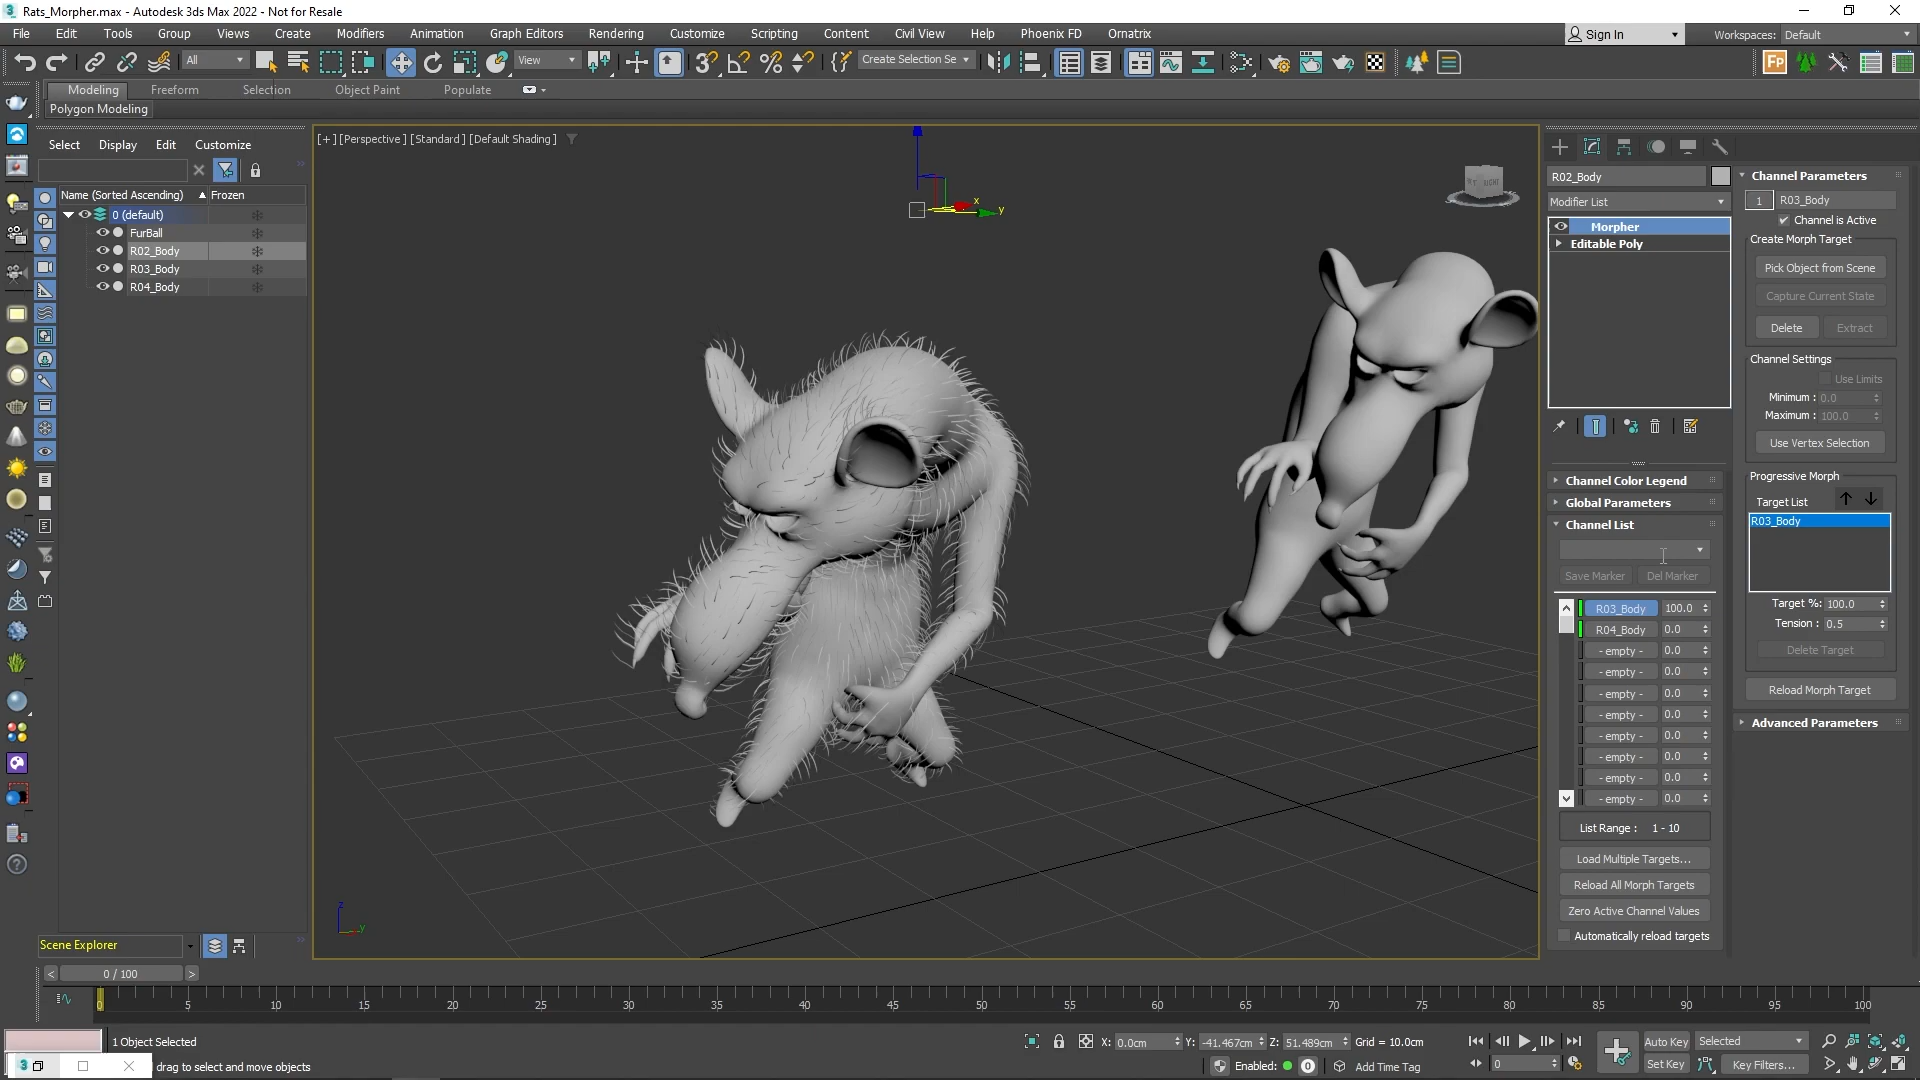 Rats_Morpher.max - Autodesk 3ds Max 2022 - Not for Resale
File Edit Tools Group Views Create Modifiers Animation Graph Editors Rendering Customize Scripting Content Civil View Help Phoenix FD Ornatrix
Sign In
Workspaces: Default
All
View
Create Selection Se
Modeling Freeform Selection Object Paint Populate
Polygon Modeling
Select Display Edit Customize
Name (Sorted Ascending) Frozen
0 (default)
FurBall
R02_Body
R03_Body
R04_Body
[+] [Perspective] [Standard] [Default Shading]
x
y
z
y
R02_Body
Modifier List
Morpher
Editable Poly
Channel Color Legend
Global Parameters
Channel List
Save Marker Del Marker
R03_Body 100.0
R04_Body 0.0
- empty - 0.0
- empty - 0.0
- empty - 0.0
- empty - 0.0
- empty - 0.0
- empty - 0.0
- empty - 0.0
- empty - 0.0
List Range : 1 - 10
Load Multiple Targets...
Reload All Morph Targets
Zero Active Channel Values
Automatically reload targets
Channel Parameters
1 R03_Body
Channel is Active
Create Morph Target
Pick Object from Scene
Capture Current State
Delete Extract
Channel Settings
Use Limits
Minimum : 0.0
Maximum : 100.0
Use Vertex Selection
Progressive Morph
Target List
R03_Body
Target %: 100.0
Tension : 0.5
Delete Target
Reload Morph Target
Advanced Parameters
Scene Explorer
< 0 / 100 >
0 5 10 15 20 25 30 35 40 45 50 55 60 65 70 75 80 85 90 95 100
1 Object Selected
X: 0.0cm Y: -41.467cm Z: 51.489cm Grid = 10.0cm
Auto Key Selected
drag to select and move objects
Enabled: 0 Add Time Tag
0
Set Key Key Filters...